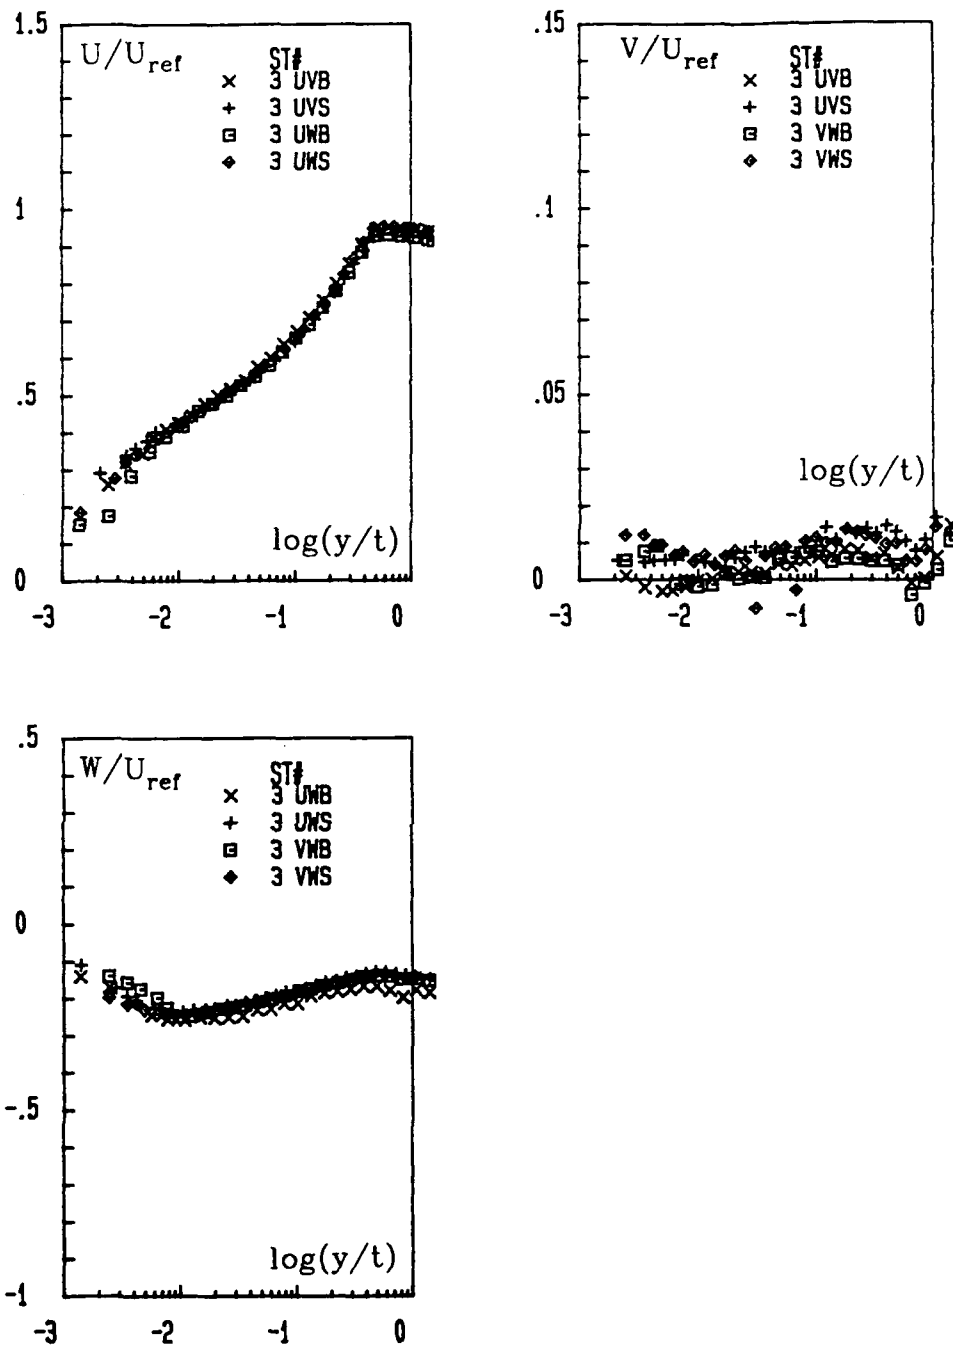 1.5
U/Uref
ST#
× 3 UVB
+ 3 UVS
⊡ 3 UWB
◈ 3 UWS
1
.5
log(y/t)
0
-3 -2 -1 0
.15
V/Uref
ST#
× 3 UVB
+ 3 UVS
⊡ 3 VWB
◈ 3 VWS
.1
.05
log(y/t)
0
-3 -2 -1 0
.5
W/Uref
ST#
× 3 UWB
+ 3 UWS
⊡ 3 VWB
◈ 3 VWS
0
-.5
log(y/t)
-1
-3 -2 -1 0